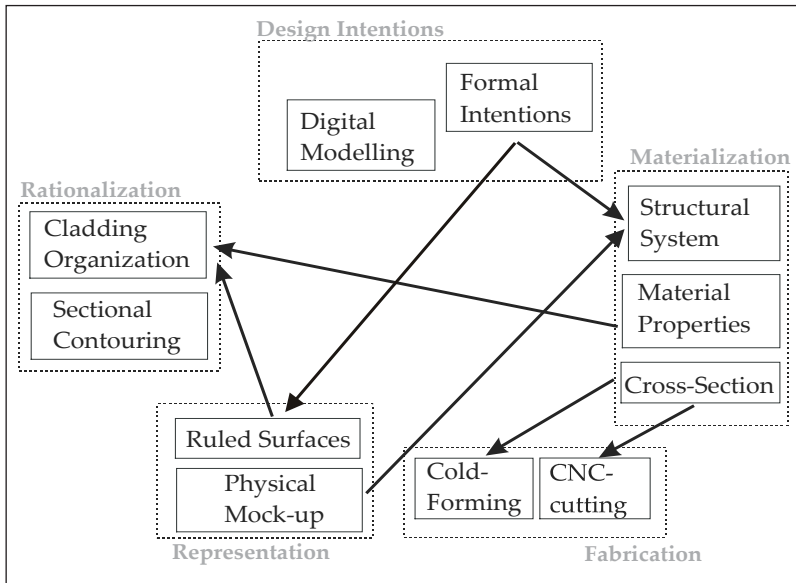 Design Intentions
Formal
Intentions
Digital
Modelling
Materialization
Rationalization
Structural
System
Cladding
Organization
Material
Properties
Sectional
Contouring
Cross-Section
Ruled Surfaces
Physical
Mock-up
Cold-
Forming
CNC-
cutting
Representation
Fabrication